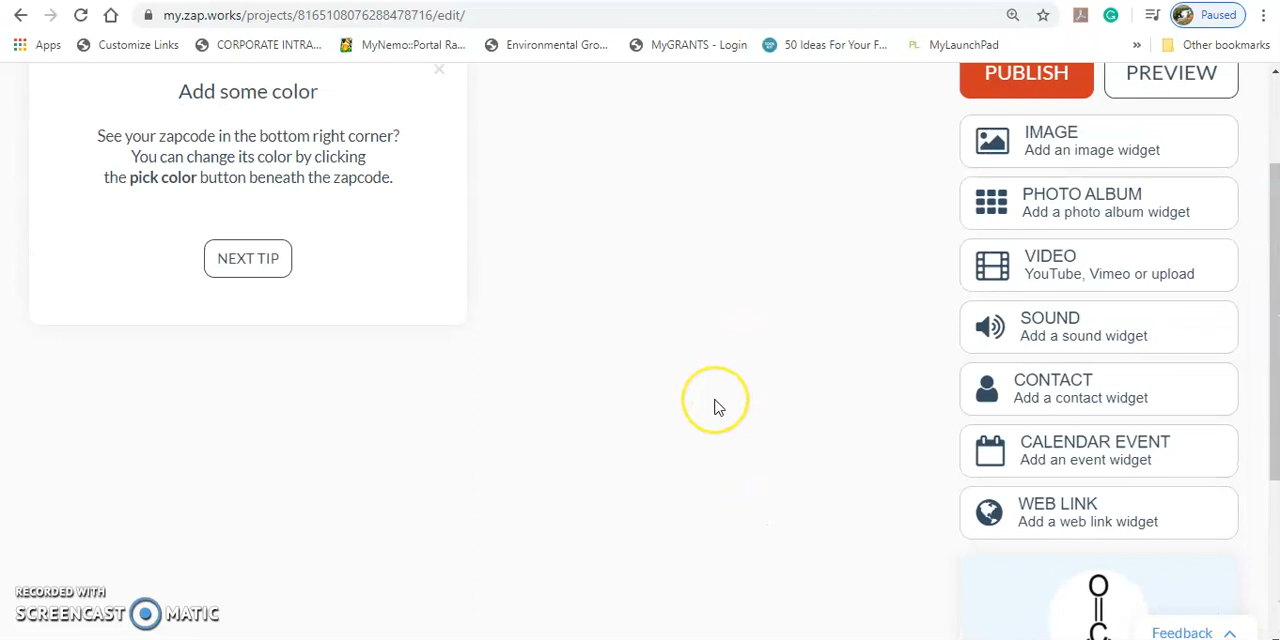 my.zap.works/projects/8165108076288478716/edit/
Paused
Apps
Customize Links
CORPORATE INTRA...
MyNemo::Portal Ra...
Environmental Gro...
MyGRANTS - Login
50 Ideas For Your F...
PL MyLaunchPad
»
Other bookmarks
×
Add some color
See your zapcode in the bottom right corner?
You can change its color by clicking
the pick color button beneath the zapcode.
NEXT TIP
PUBLISH
PREVIEW
IMAGE
Add an image widget
PHOTO ALBUM
Add a photo album widget
VIDEO
YouTube, Vimeo or upload
SOUND
Add a sound widget
CONTACT
Add a contact widget
CALENDAR EVENT
Add an event widget
WEB LINK
Add a web link widget
O
C
Feedback
RECORDED WITH
SCREENCAST MATIC